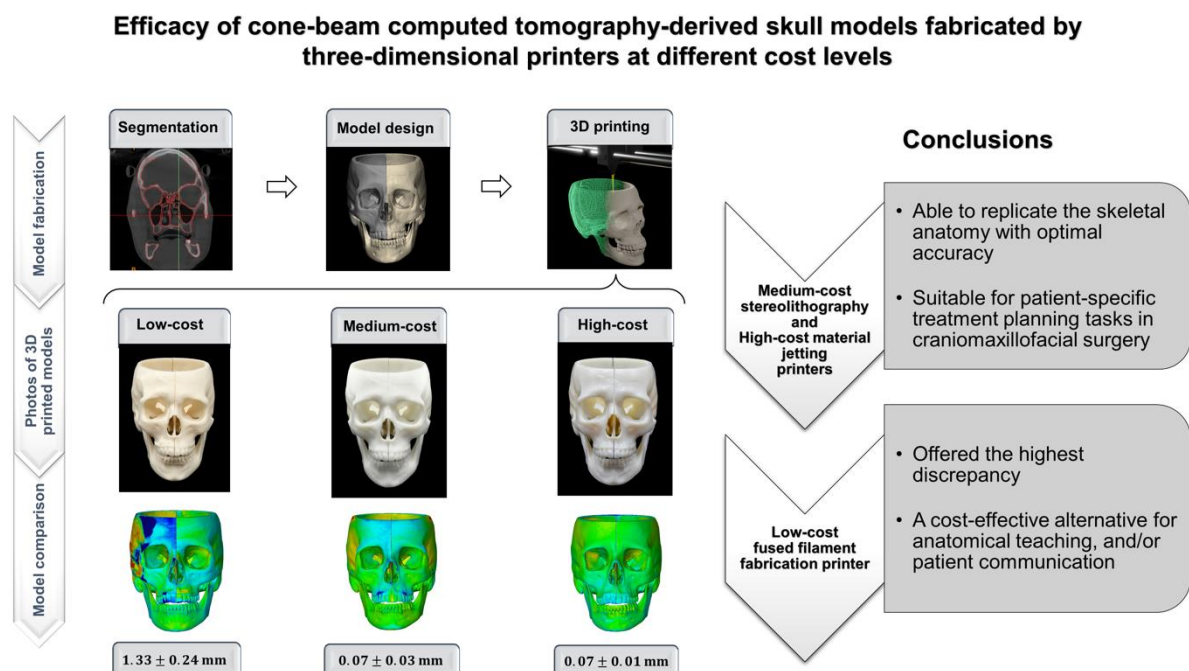 Efficacy of cone-beam computed tomography-derived skull models fabricated by
three-dimensional printers at different cost levels
Model fabrication
Segmentation
Model design
3D printing
Photos of 3D
printed models
Low-cost
Medium-cost
High-cost
Model comparison
1.33 ± 0.24 mm
0.07 ± 0.03 mm
0.07 ± 0.01 mm
Conclusions
Medium-cost
stereolithography
and
High-cost material
jetting
printers
• Able to replicate the skeletal
anatomy with optimal
accuracy
• Suitable for patient-specific
treatment planning tasks in
craniomaxillofacial surgery
Low-cost
fused filament
fabrication printer
• Offered the highest
discrepancy
• A cost-effective alternative for
anatomical teaching, and/or
patient communication